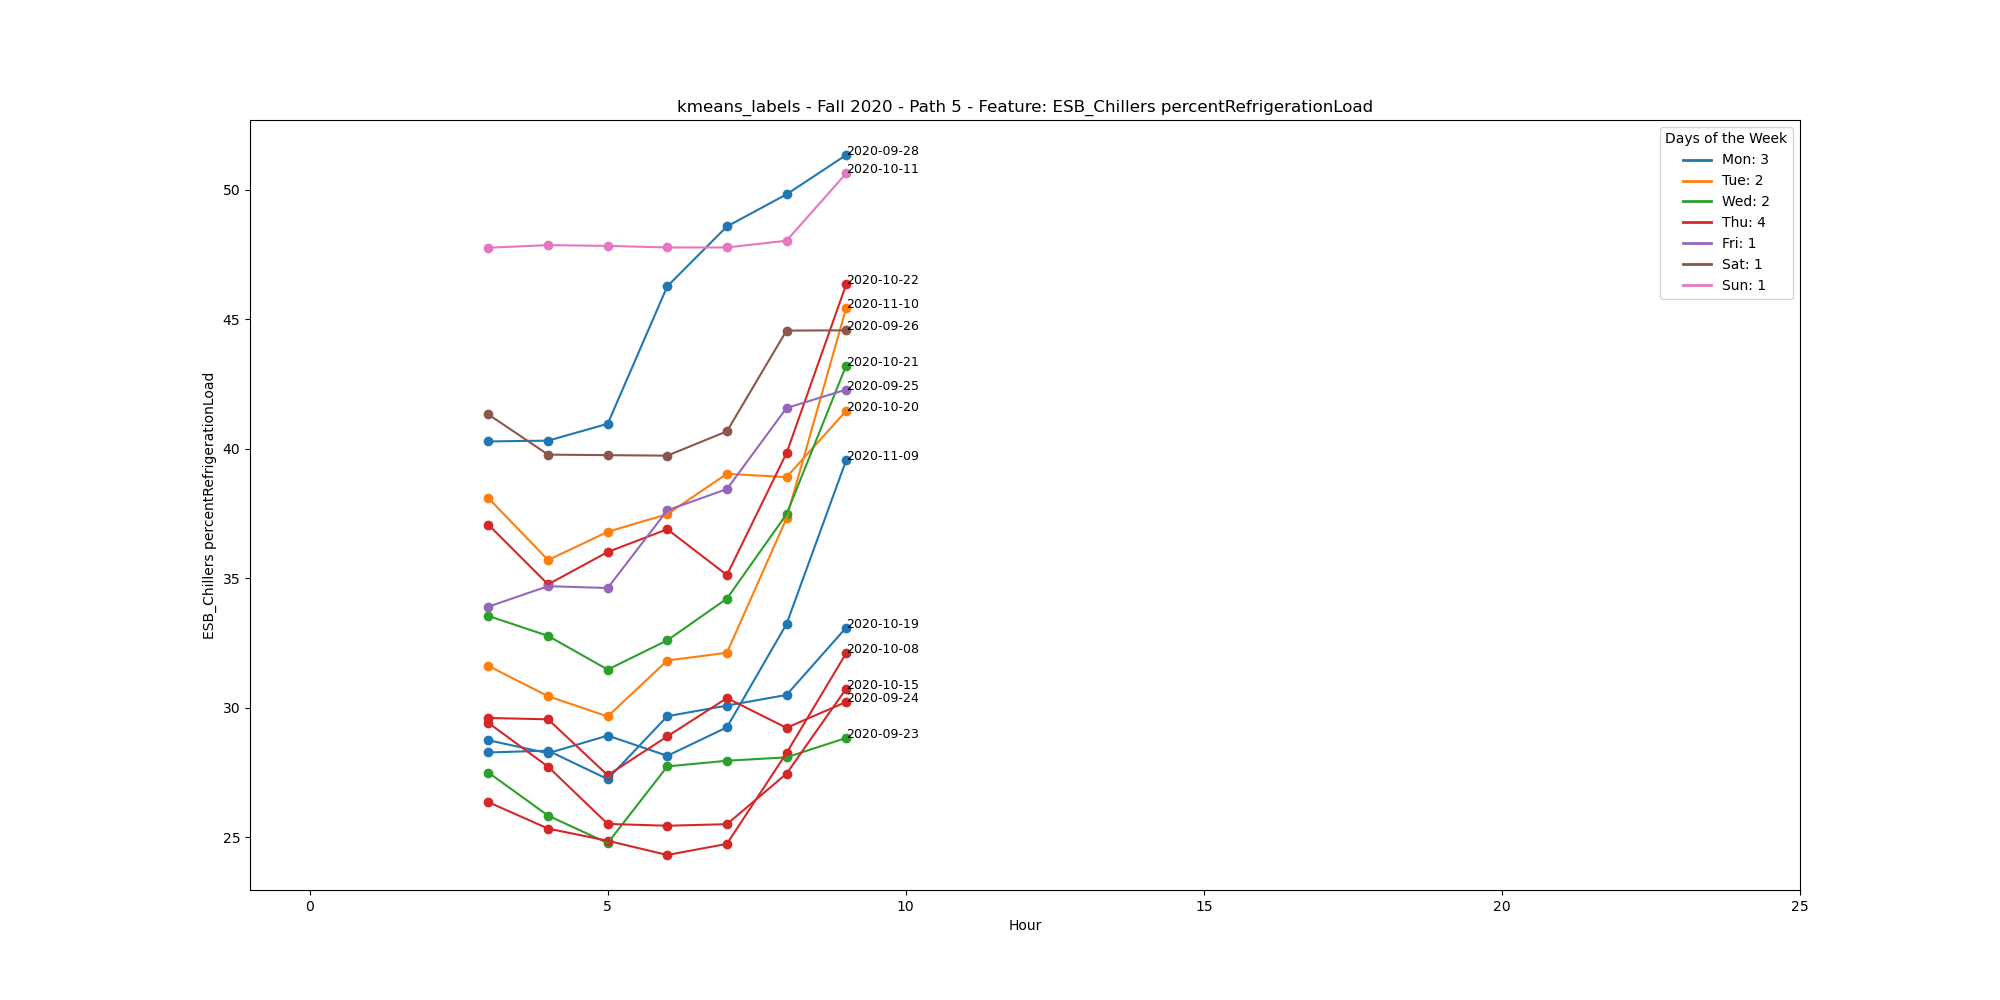 kmeans_labels - Fall 2020 - Path 5 - Feature: ESB_Chillers percentRefrigerationLoad
Days of the Week
Mon: 3
Tue: 2
Wed: 2
Thu: 4
Fri: 1
Sat: 1
Sun: 1
2020-09-28
2020-10-11
2020-10-22
2020-11-10
2020-09-26
2020-10-21
2020-09-25
2020-10-20
2020-11-09
2020-10-19
2020-10-08
2020-10-15
2020-09-24
2020-09-23
ESB_Chillers percentRefrigerationLoad
50
45
40
35
30
25
0 5 10 15 20 25
Hour